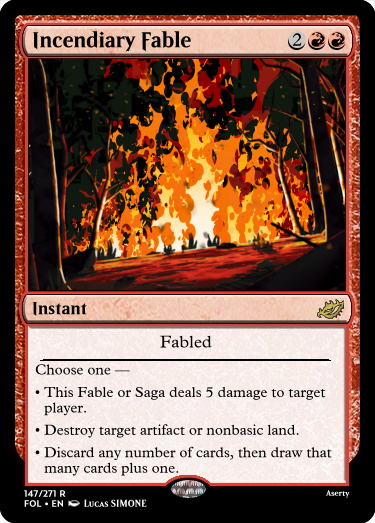 Incendiary Fable 2
Instant
Fabled
Choose one —
• This Fable or Saga deals 5 damage to target
player.
• Destroy target artifact or nonbasic land.
• Discard any number of cards, then draw that
many cards plus one.
147/271 R
Aserty
FOL • EN Lucas SIMONE